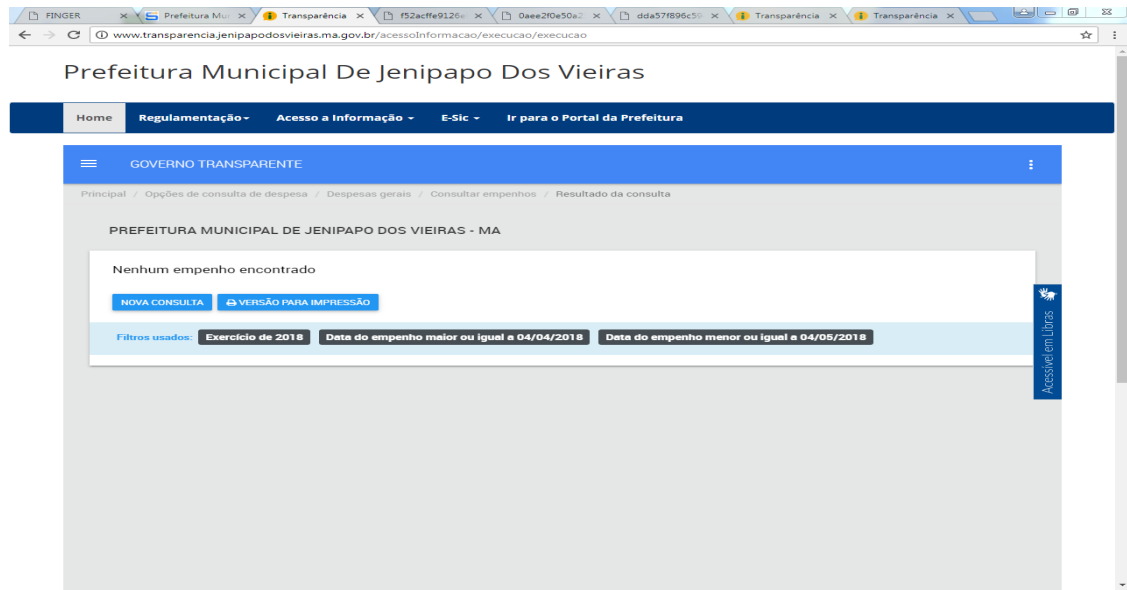 FINGER
Prefeitura Mun
Transparência
f52acffe9126e
0aee2f0e50a2
dda57f896c59
Transparência
Transparência
www.transparencia.jenipapodosvieiras.ma.gov.br/acessoInformacao/execucao/execucao
Prefeitura Municipal De Jenipapo Dos Vieiras
Home Regulamentação Acesso a Informação E-Sic Ir para o Portal da Prefeitura
GOVERNO TRANSPARENTE
Principal / Opções de consulta de despesa / Despesas gerais / Consultar empenhos / Resultado da consulta
PREFEITURA MUNICIPAL DE JENIPAPO DOS VIEIRAS - MA
Nenhum empenho encontrado
NOVA CONSULTA VERSÃO PARA IMPRESSÃO
Filtros usados: Exercício de 2018 Data do empenho maior ou igual a 04/04/2018 Data do empenho menor ou igual a 04/05/2018
Acessível em Libras